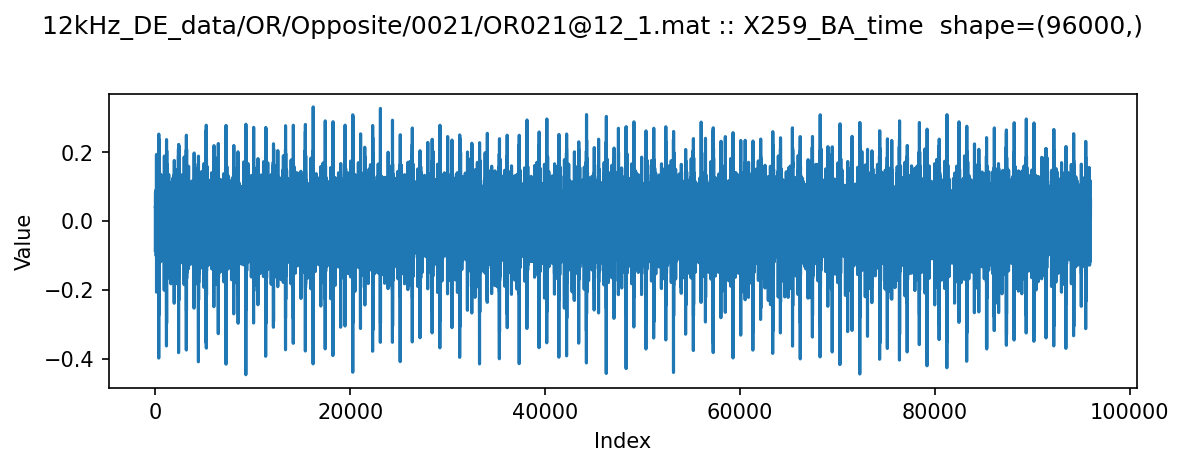 12kHz_DE_data/OR/Opposite/0021/OR021@12_1.mat :: X259_BA_time  shape=(96000,)
0.2
0.0
−0.2
−0.4
Value
0 20000 40000 60000 80000 100000
Index